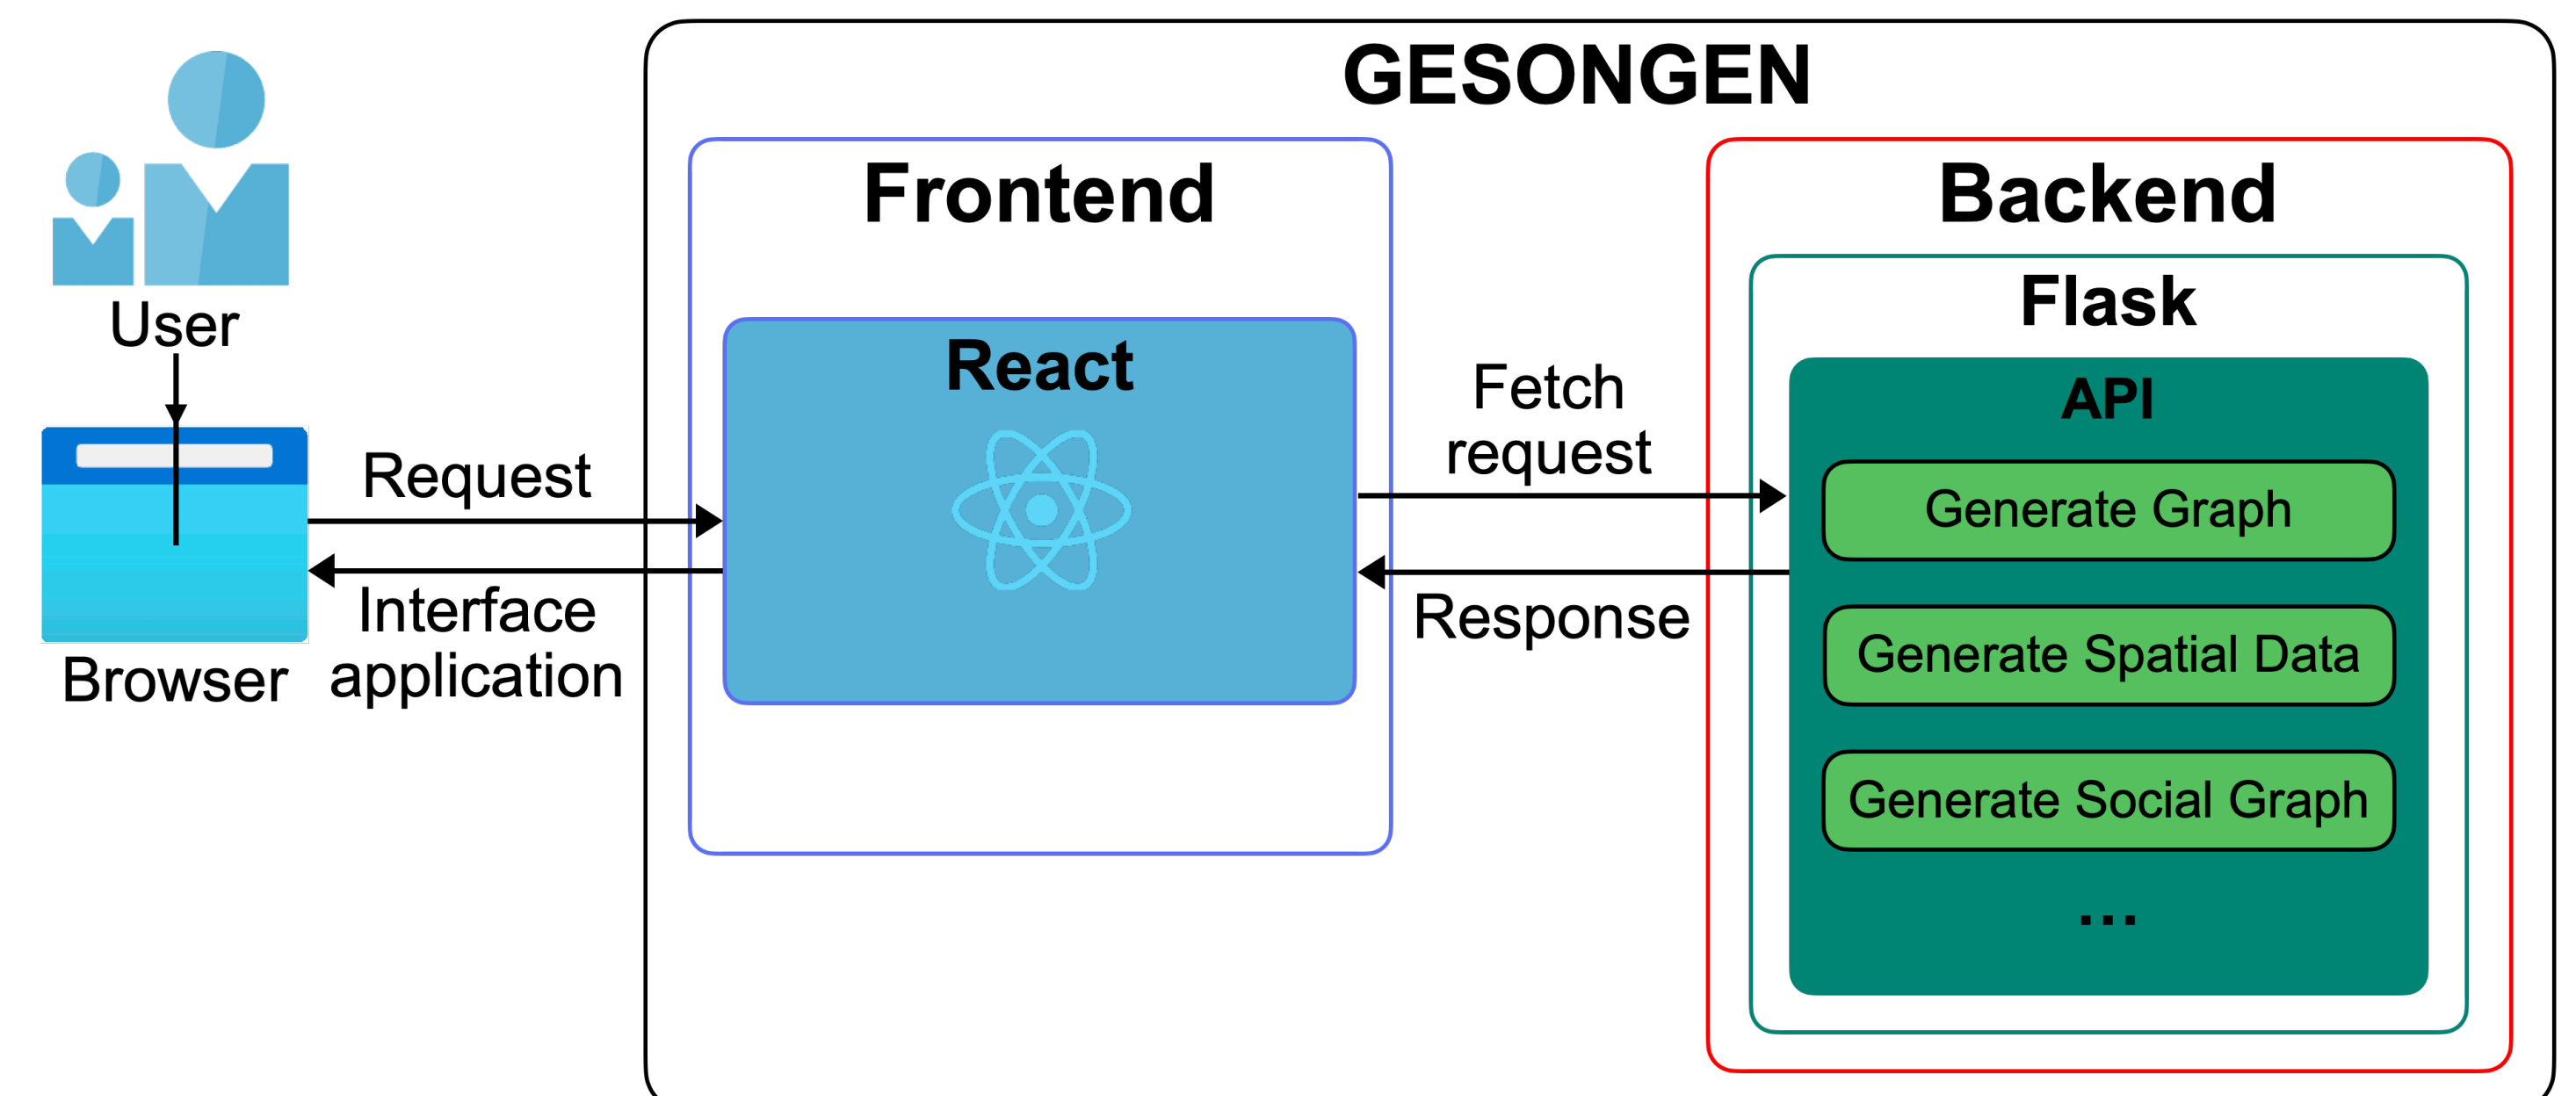 GESONGEN
User
Browser
Request
Interface
application
Frontend
React
Fetch
request
Response
Backend
Flask
API
Generate Graph
Generate Spatial Data
Generate Social Graph
...